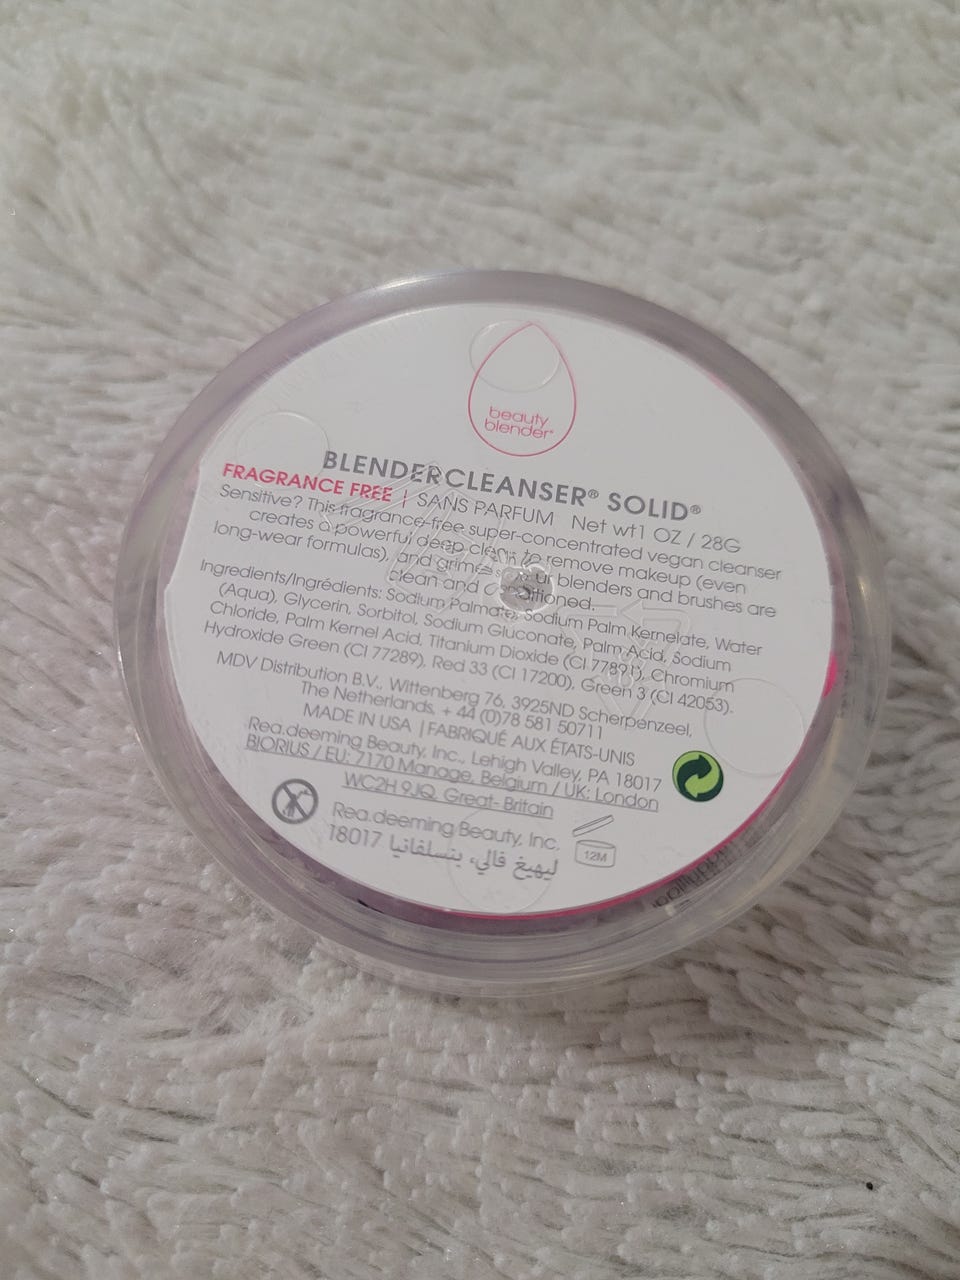 beauty
blender®
BLENDERCLEANSER® SOLID®
FRAGRANCE FREE | SANS PARFUM Net wt1 OZ / 28G
Sensitive? This fragrance-free super-concentrated vegan cleanser
creates a powerful deep clean to remove makeup (even
long-wear formulas), and grime so your blenders and brushes are
clean and conditioned.
Ingredients/Ingrédients: Sodium Palmate, Sodium Palm Kernelate, Water
(Aqua), Glycerin, Sorbitol, Sodium Gluconate, Palm Acid, Sodium
Chloride, Palm Kernel Acid, Titanium Dioxide (CI 77891), Chromium
Hydroxide Green (CI 77289), Red 33 (CI 17200), Green 3 (CI 42053).
MDV Distribution B.V., Wittenberg 76, 3925ND Scherpenzeel,
The Netherlands, + 44 (0)78 581 50711
MADE IN USA | FABRIQUÉ AUX ÉTATS-UNIS
Rea.deeming Beauty, Inc., Lehigh Valley, PA 18017
BIORIUS / EU: 7170 Manage, Belgium / UK: London
WC2H 9JQ, Great- Britain
Rea.deeming Beauty, Inc.
ليهيغ فالي، بنسلفانيا 18017
12M